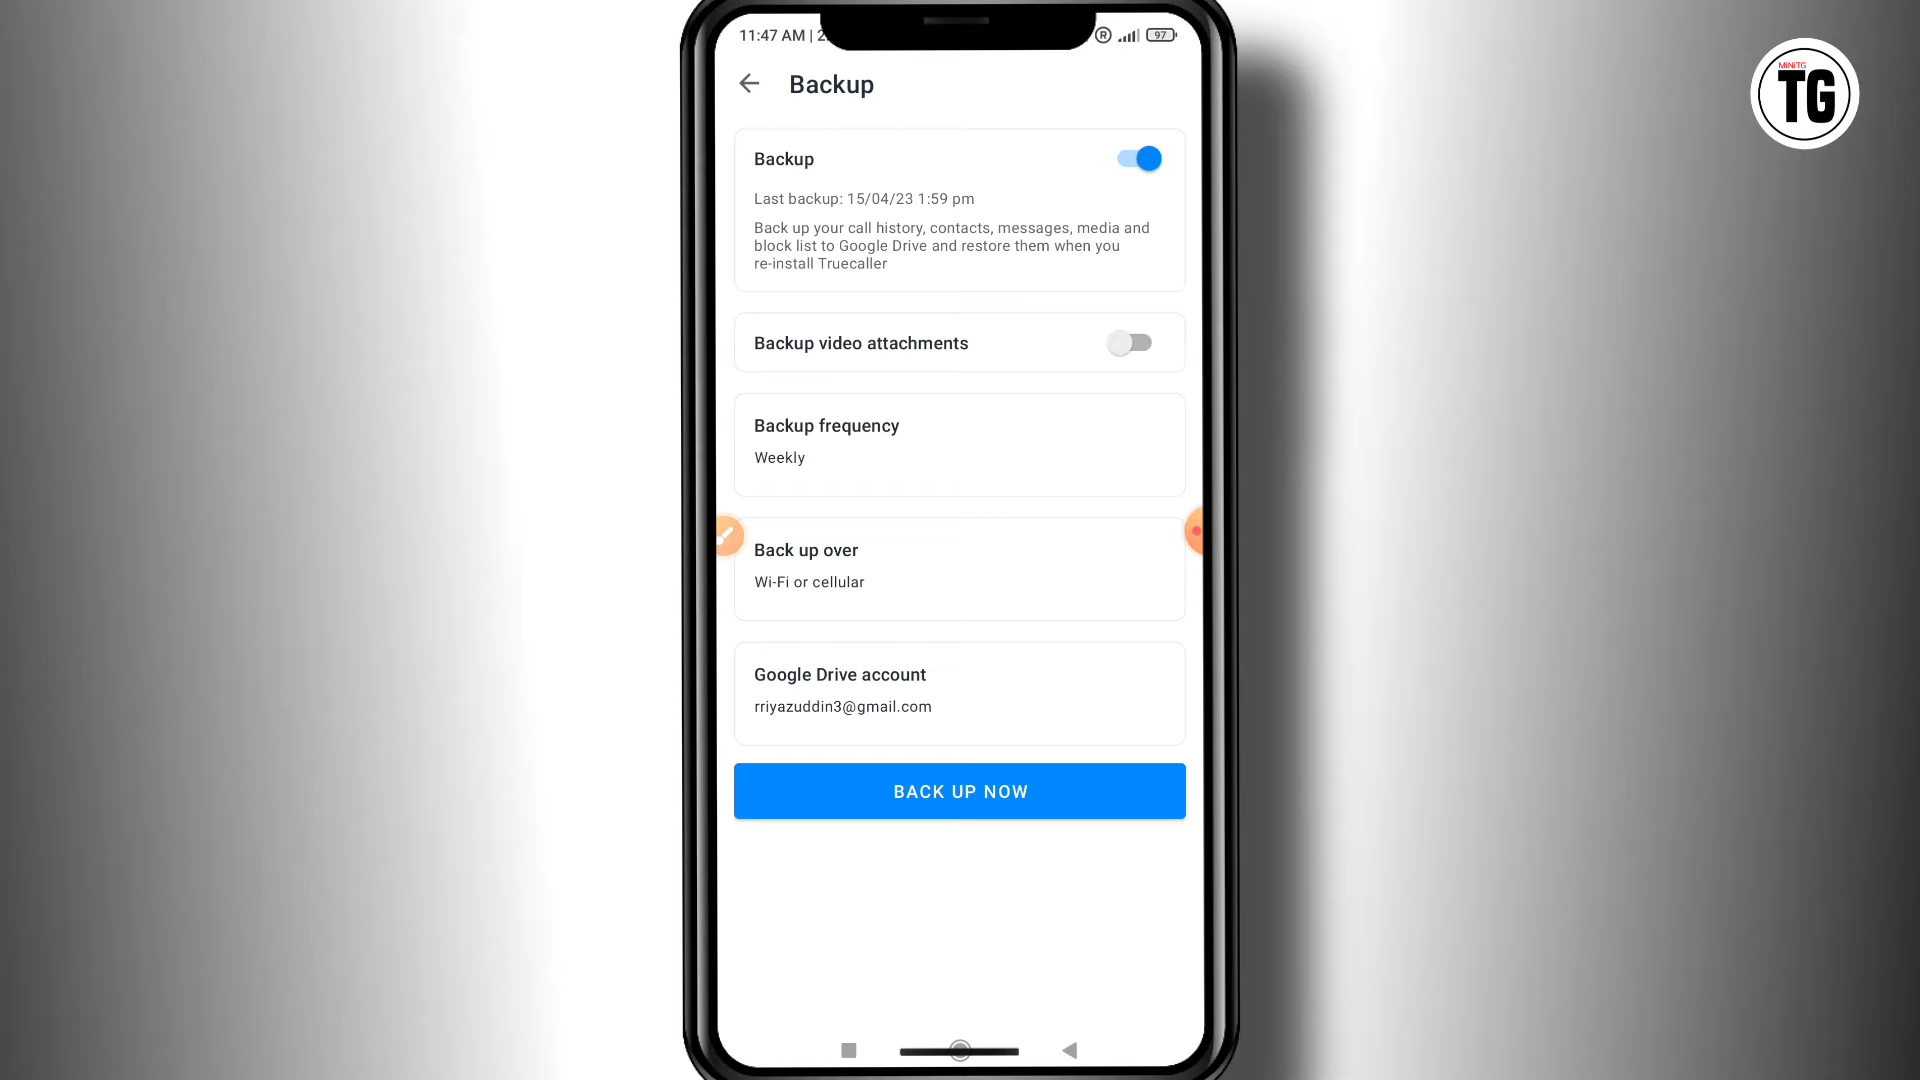 11:47 AM | 2
R 97
MiNiTG
TG
Backup
Backup
Last backup: 15/04/23 1:59 pm
Back up your call history, contacts, messages, media and
block list to Google Drive and restore them when you
re-install Truecaller
Backup video attachments
Backup frequency
Weekly
Back up over
Wi-Fi or cellular
Google Drive account
rriyazuddin3@gmail.com
BACK UP NOW